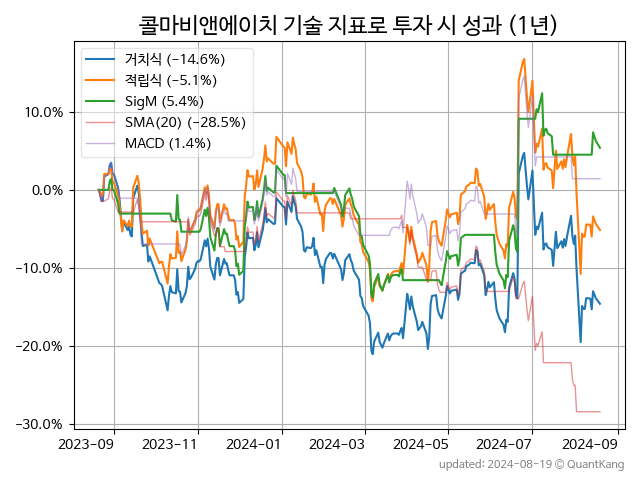 콜마비앤에이치 기술 지표로 투자 시 성과 (1년)
거치식 (−14.6%)
적립식 (−5.1%)
SigM (5.4%)
SMA(20) (−28.5%)
MACD (1.4%)
10.0%
0.0%
−10.0%
−20.0%
−30.0%
2023-09 2023-11 2024-01 2024-03 2024-05 2024-07 2024-09
updated: 2024-08-19 © QuantKang